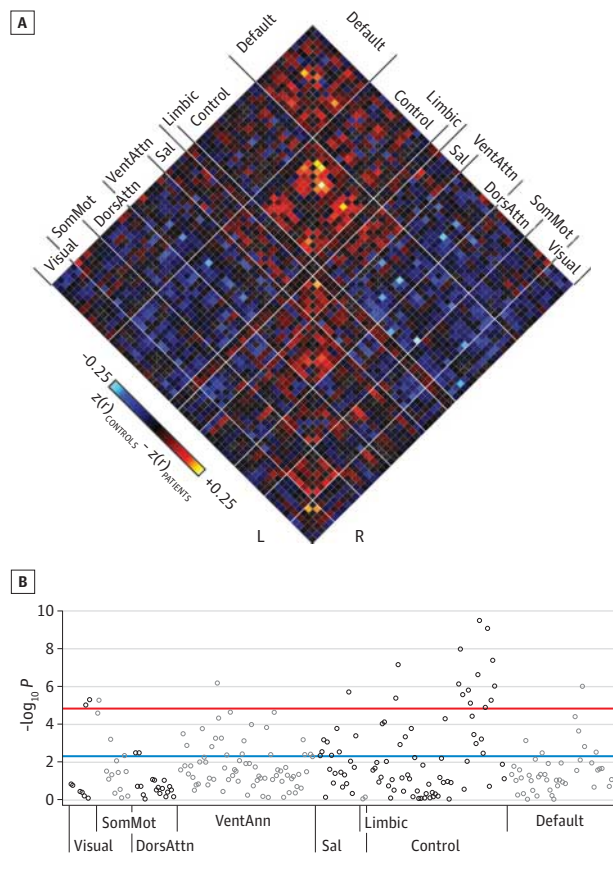 A
Default
Default
Limbic
Control
Control
Limbic
VentAttn
Sal
Sal
VentAttn
SomMot
DorsAttn
DorsAttn
SomMot
Visual
Visual
–0.25
z(r)CONTROLS - z(r)PATIENTS
+0.25
L
R
B
10
8
6
4
2
0
-log10 P
SomMot
VentAnn
Limbic
Default
Visual
DorsAttn
Sal
Control